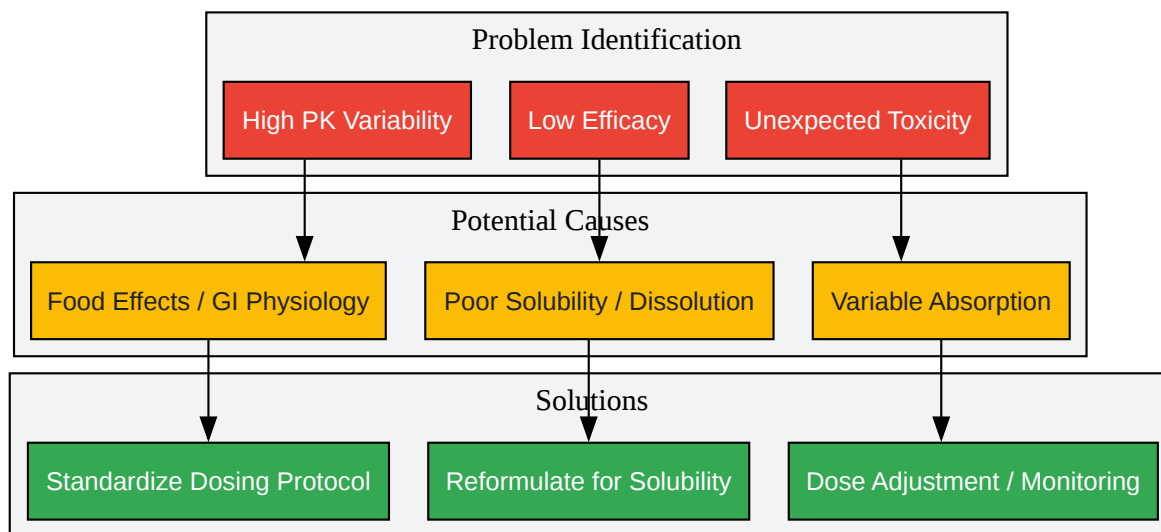 Problem Identification
High PK Variability
Low Efficacy
Unexpected Toxicity
Potential Causes
Food Effects / GI Physiology
Poor Solubility / Dissolution
Variable Absorption
Solutions
Standardize Dosing Protocol
Reformulate for Solubility
Dose Adjustment / Monitoring